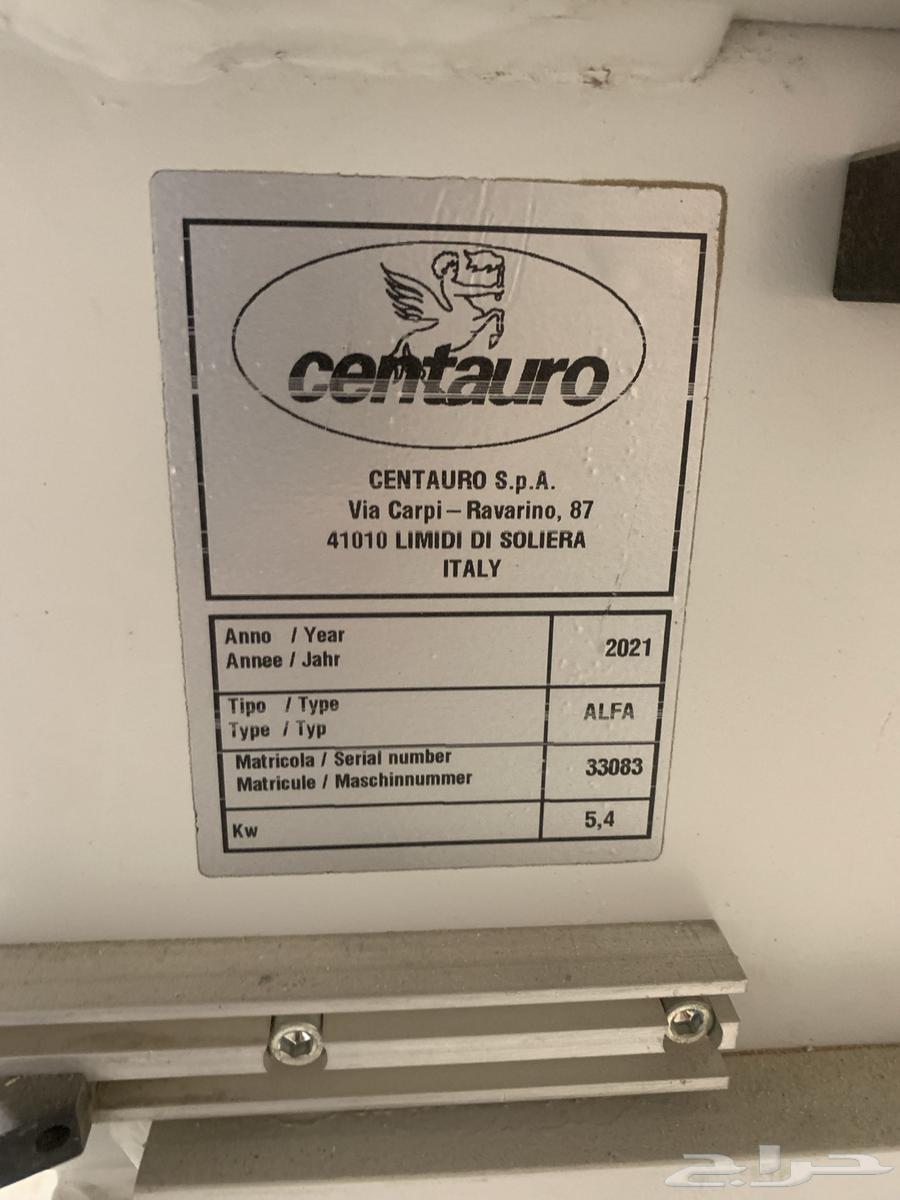 centauro
CENTAURO S.p.A.
Via Carpi – Ravarino, 87
41010 LIMIDI DI SOLIERA
ITALY
Anno / Year
Annee / Jahr
2021
Tipo / Type
Type / Typ
ALFA
Matricola / Serial number
Matricule / Maschinnummer
33083
Kw
5,4
حراج